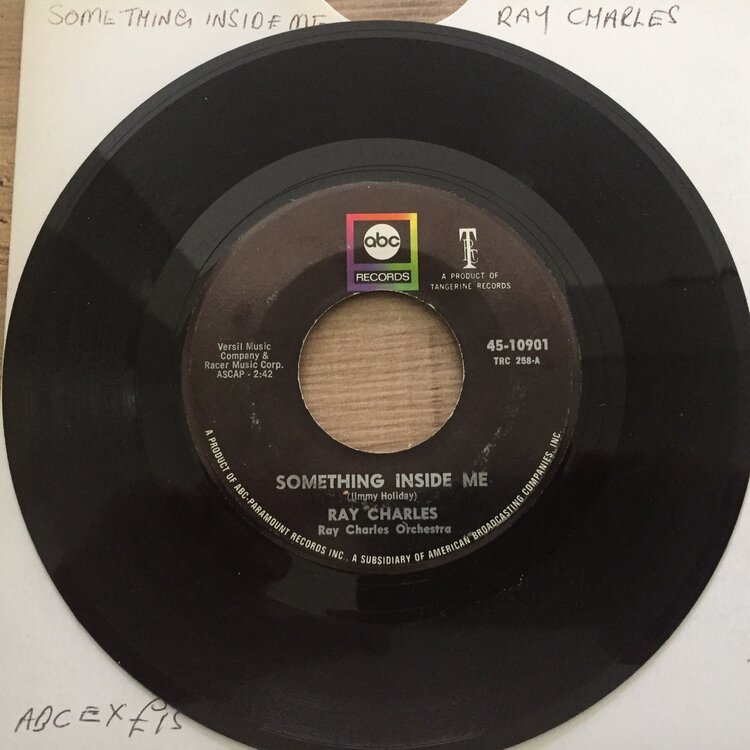 SOMETHING INSIDE ME
RAY CHARLES
abc
RECORDS
TRC
A PRODUCT OF
TANGERINE RECORDS
Versil Music
Company &
Racer Music Corp.
ASCAP - 2:42
45-10901
TRC 258-A
SOMETHING INSIDE ME
(Jimmy Holiday)
RAY CHARLES
Ray Charles Orchestra
A PRODUCT OF ABC-PARAMOUNT RECORDS INC., A SUBSIDIARY OF AMERICAN BROADCASTING COMPANIES, INC.
ABC EX £15